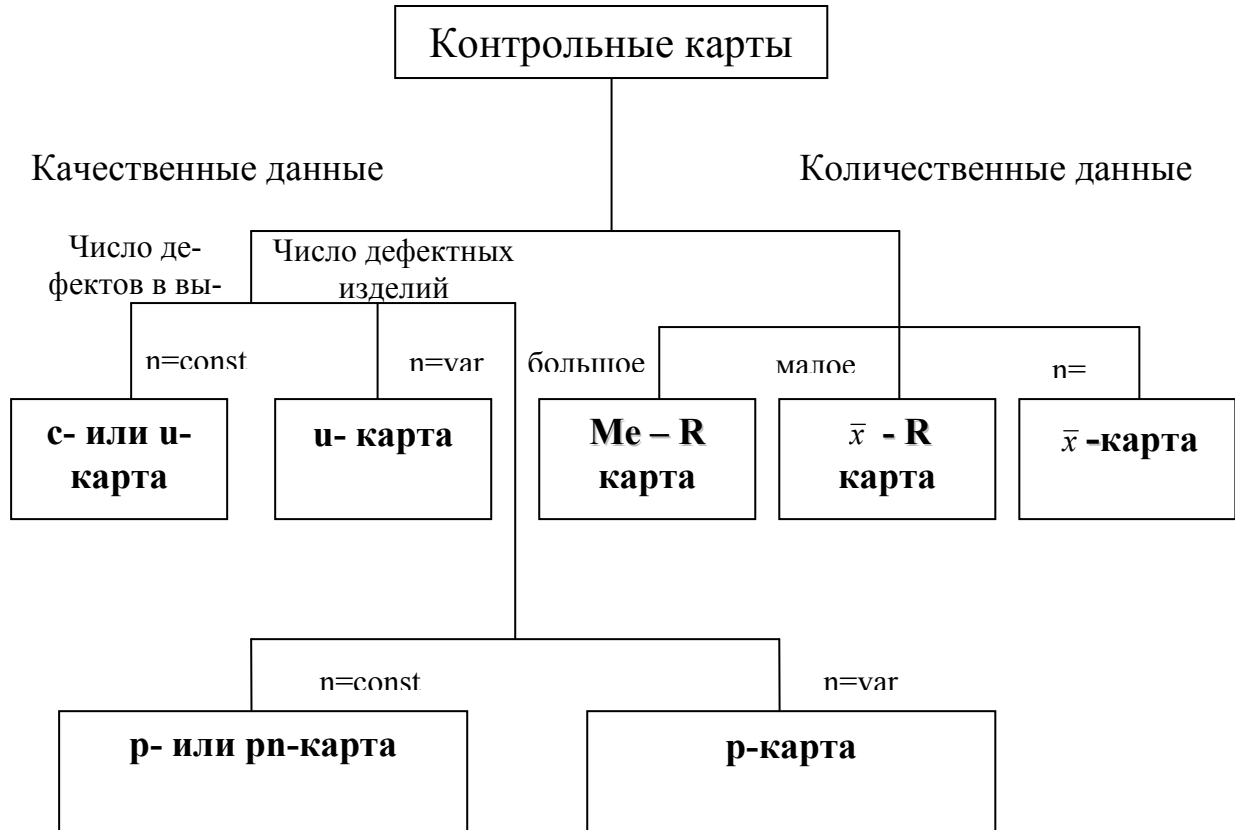 Контрольные карты
Качественные данные
Количественные данные
Число де-
фектов в вы-
Число дефектных
изделий
n=const
n=var
большое
малое
n=
c- или u-
карта
u- карта
Me – R
карта
x̅ - R
карта
x̅ -карта
n=const
n=var
p- или pn-карта
p-карта